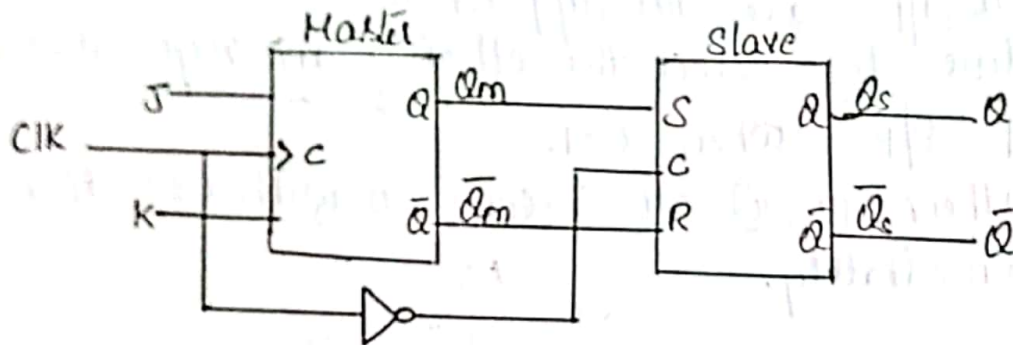 Master Slave
J Q Qm S Q Qs Q
Clk > C C
K Q̅ Q̅m R Q̅ Q̅s Q̅